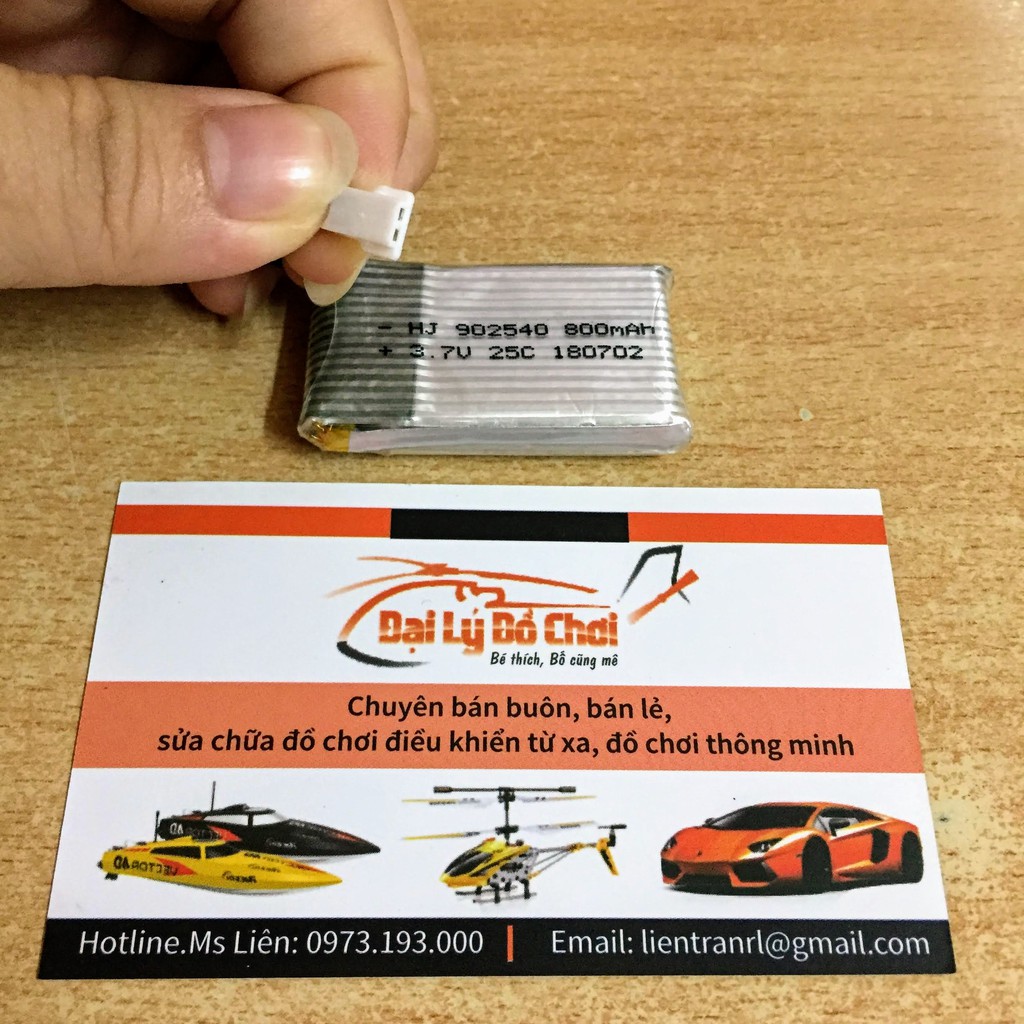 - HJ 902540 800mAh
+ 3.7V 25C 180702
Đại Lý Đồ Chơi
Bé thích, Bố cũng mê
Chuyên bán buôn, bán lẻ,
sửa chữa đồ chơi điều khiển từ xa, đồ chơi thông minh
Hotline.Ms Liên: 0973.193.000 | Email: lientranrl@gmail.com